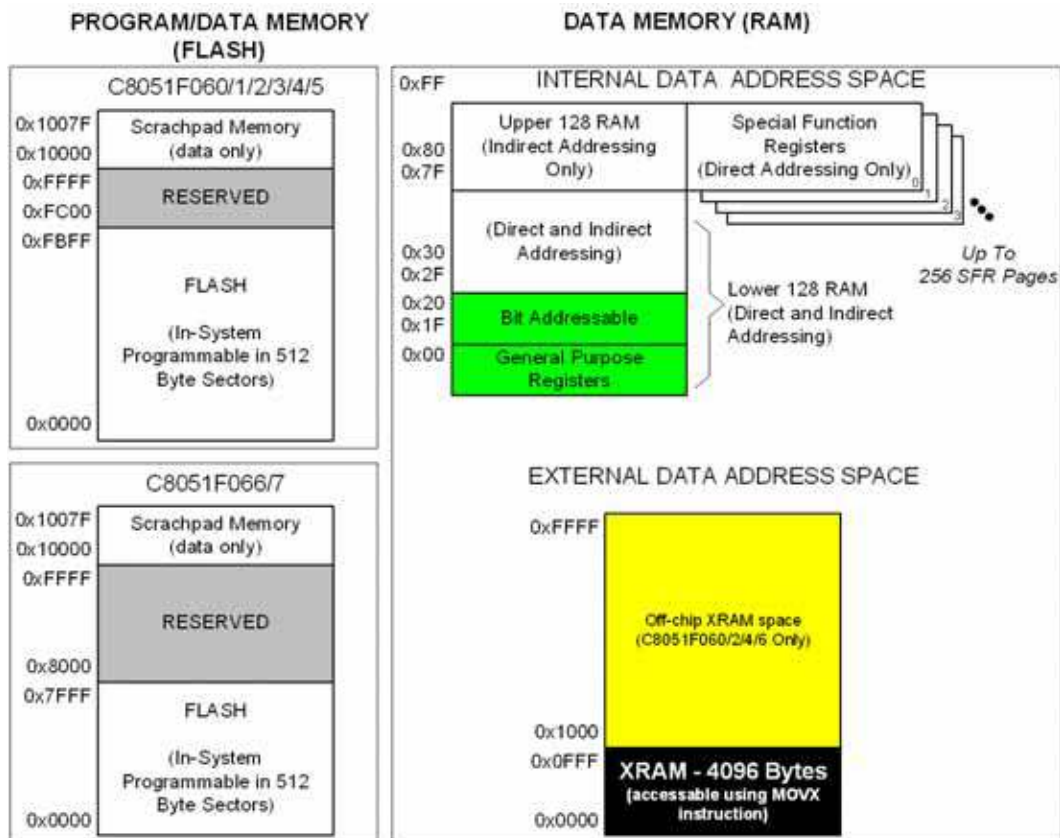 PROGRAM/DATA MEMORY
(FLASH)
C8051F060/1/2/3/4/5
0x1007F
0x10000
Scrachpad Memory
(data only)
0xFFFF
0xFC00
RESERVED
0xFBFF
FLASH
(In-System
Programmable in 512
Byte Sectors)
0x0000
C8051F066/7
0x1007F
0x10000
Scrachpad Memory
(data only)
0xFFFF
RESERVED
0x8000
0x7FFF
FLASH
(In-System
Programmable in 512
Byte Sectors)
0x0000
DATA MEMORY (RAM)
INTERNAL DATA ADDRESS SPACE
0xFF
Upper 128 RAM
(Indirect Addressing
Only)
0x80
0x7F
Special Function
Registers
(Direct Addressing Only)
0
1
2
3
Up To
256 SFR Pages
(Direct and Indirect
Addressing)
0x30
0x2F
Lower 128 RAM
(Direct and Indirect
Addressing)
0x20
0x1F
Bit Addressable
0x00
General Purpose
Registers
EXTERNAL DATA ADDRESS SPACE
0xFFFF
Off-chip XRAM space
(C8051F060/2/4/6 Only)
0x1000
0x0FFF
XRAM - 4096 Bytes
(accessable using MOVX
instruction)
0x0000